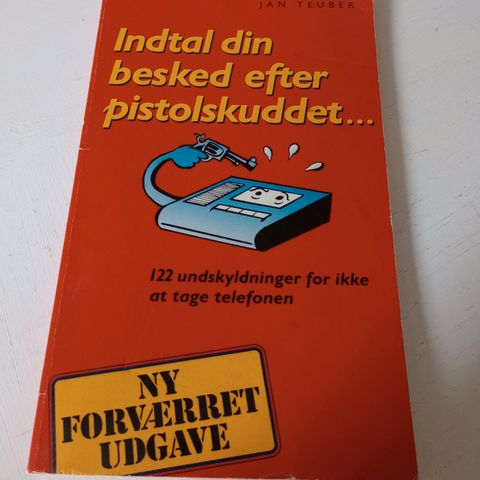 JAN TEUBER
Indtal din
besked efter
pistolskuddet...
122 undskyldninger for ikke
at tage telefonen
NY
FORVÆRRET
UDGAVE